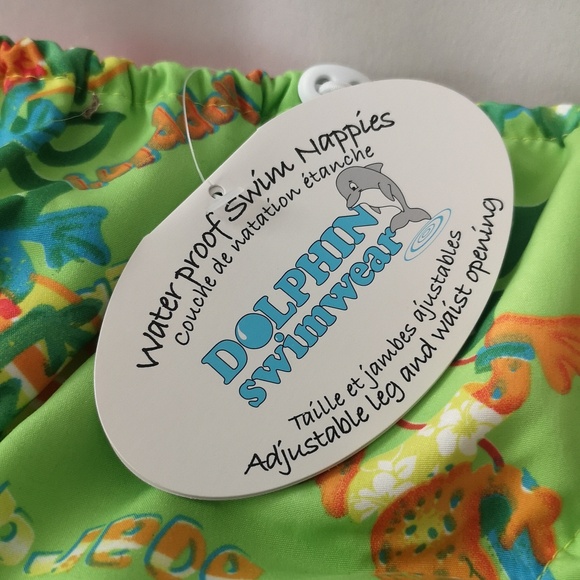 Water proof Swim Nappies
Couche de natation étanche
DOLPHIN
swimwear
Taille et jambes ajustables
Adjustable leg and waist opening